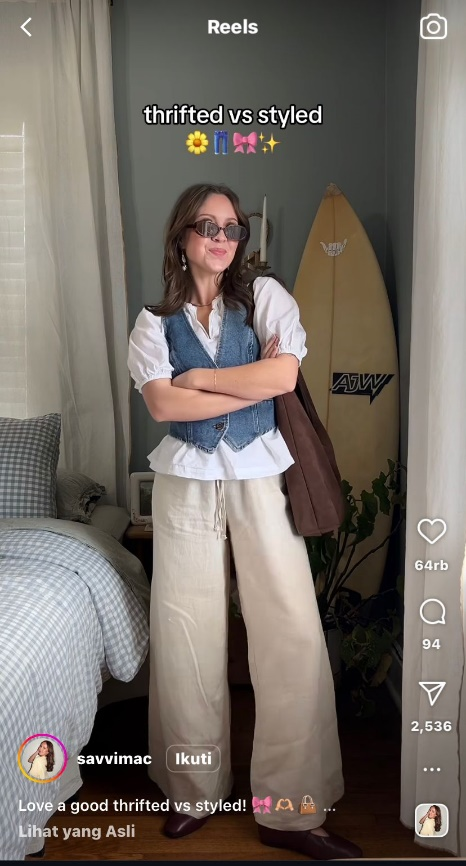 Reels
thrifted vs styled
🌼👖🎀✨
AJW
64rb
94
2,536
savvimac Ikuti
Love a good thrifted vs styled! 🎀🫶🏼👜 ...
Lihat yang Asli